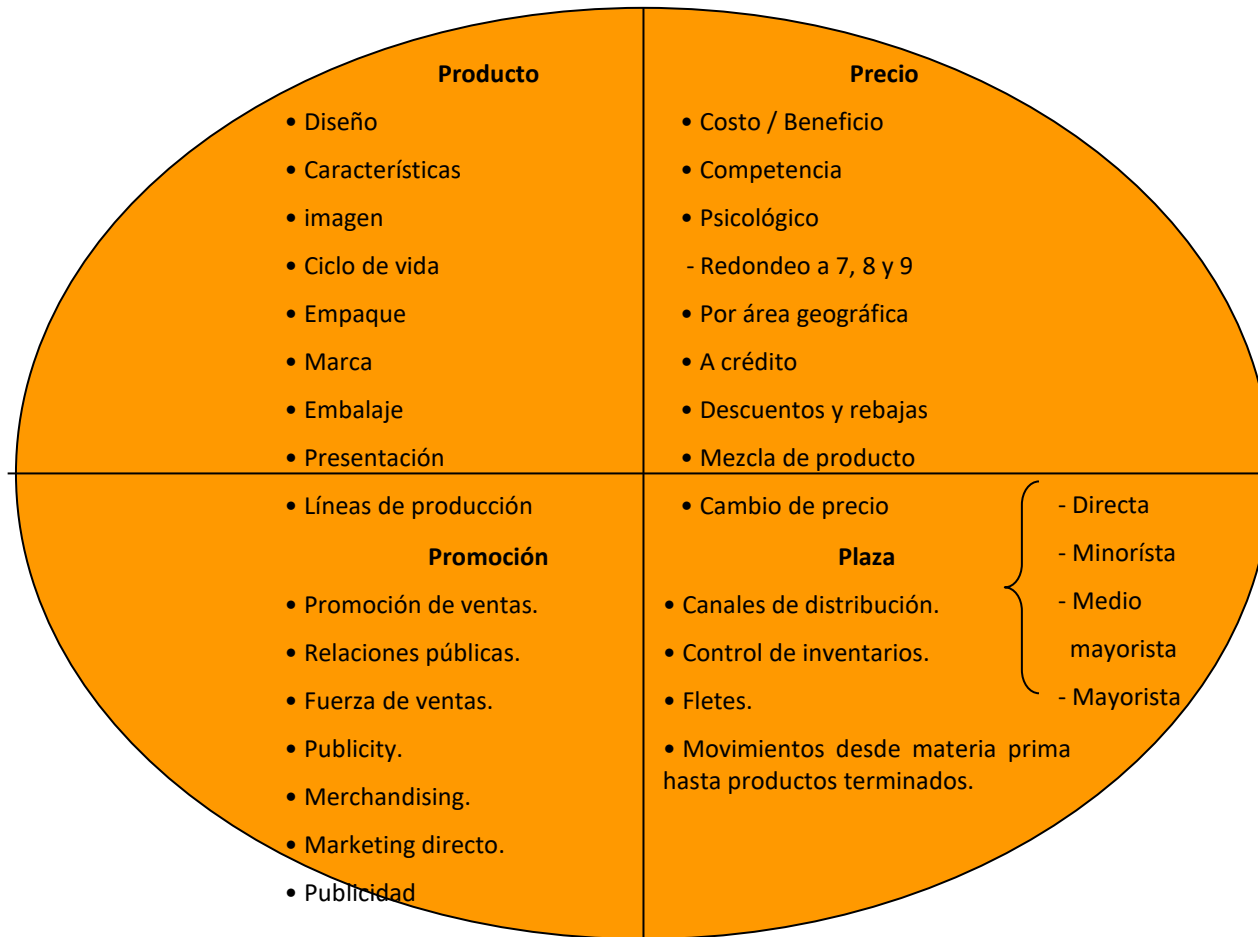 Producto
• Diseño
• Características
• imagen
• Ciclo de vida
• Empaque
• Marca
• Embalaje
• Presentación
• Líneas de producción
Precio
• Costo / Beneficio
• Competencia
• Psicológico
- Redondeo a 7, 8 y 9
• Por área geográfica
• A crédito
• Descuentos y rebajas
• Mezcla de producto
• Cambio de precio
Promoción
• Promoción de ventas.
• Relaciones públicas.
• Fuerza de ventas.
• Publicity.
• Merchandising.
• Marketing directo.
• Publicidad
Plaza
• Canales de distribución.
• Control de inventarios.
• Fletes.
• Movimientos desde materia prima
hasta productos terminados.
- Directa
- Minorísta
- Medio
mayorista
- Mayorista